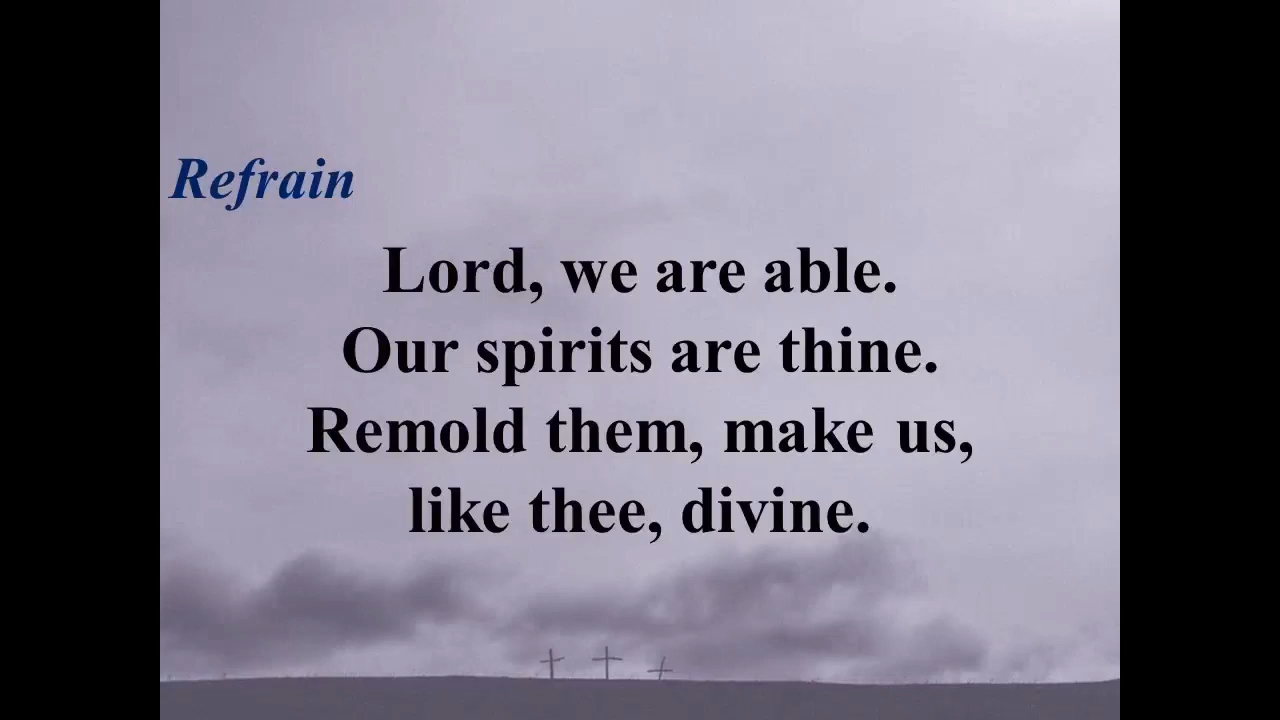 Refrain
Lord, we are able.
Our spirits are thine.
Remold them, make us,
like thee, divine.